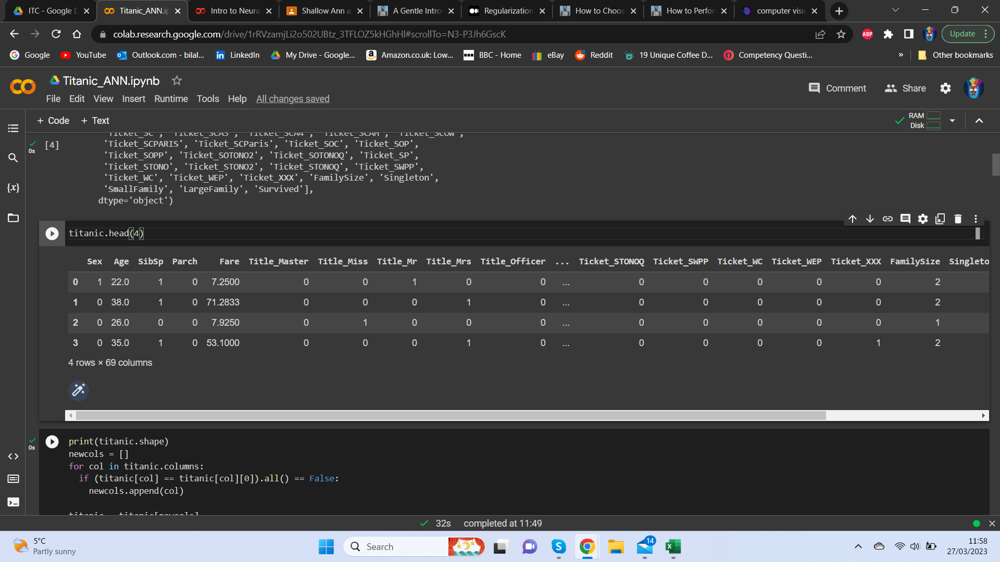 ITC - Google D
Titanic_ANN.ip
Intro to Neura
Shallow Ann a
A Gentle Intro
Regularization
How to Choos
How to Perfor
computer visi
colab.research.google.com/drive/1rRVzamjLi2o502UBtz_3TFLOZ5kHGhHl#scrollTo=N3-P3Jh6GscK
ABP
Update
Google
YouTube
Outlook.com - bilal...
LinkedIn
My Drive - Google...
Amazon.co.uk: Low...
BBC - Home
eBay
Reddit
19 Unique Coffee D...
Competency Questi...
»
Other bookmarks
Titanic_ANN.ipynb
File Edit View Insert Runtime Tools Help All changes saved
Comment
Share
+ Code + Text
RAM
Disk
'Ticket_SC', 'Ticket_SCA3', 'Ticket_SCA4', 'Ticket_SCAH', 'Ticket_SCOW',
[4] 'Ticket_SCPARIS', 'Ticket_SCParis', 'Ticket_SOC', 'Ticket_SOP',
0s
'Ticket_SOPP', 'Ticket_SOTONO2', 'Ticket_SOTONOQ', 'Ticket_SP',
'Ticket_STONO', 'Ticket_STONO2', 'Ticket_STONOQ', 'Ticket_SWPP',
'Ticket_WC', 'Ticket_WEP', 'Ticket_XXX', 'FamilySize', 'Singleton',
'SmallFamily', 'LargeFamily', 'Survived'],
dtype='object')
{x}
titanic.head(4)
Sex Age SibSp Parch Fare Title_Master Title_Miss Title_Mr Title_Mrs Title_Officer ... Ticket_STONOQ Ticket_SWPP Ticket_WC Ticket_WEP Ticket_XXX FamilySize Singleto
0 1 22.0 1 0 7.2500 0 0 1 0 0 ... 0 0 0 0 0 2
1 0 38.0 1 0 71.2833 0 0 0 1 0 ... 0 0 0 0 0 2
2 0 26.0 0 0 7.9250 0 1 0 0 0 ... 0 0 0 0 0 1
3 0 35.0 1 0 53.1000 0 0 0 1 0 ... 0 0 0 0 1 2
4 rows × 69 columns
0s
print(titanic.shape)
newcols = []
for col in titanic.columns:
if (titanic[col] == titanic[col][0]).all() == False:
newcols.append(col)
titanic = titanic[newcols]
32s completed at 11:49
5°C
Partly sunny
Search
14
11:58
27/03/2023